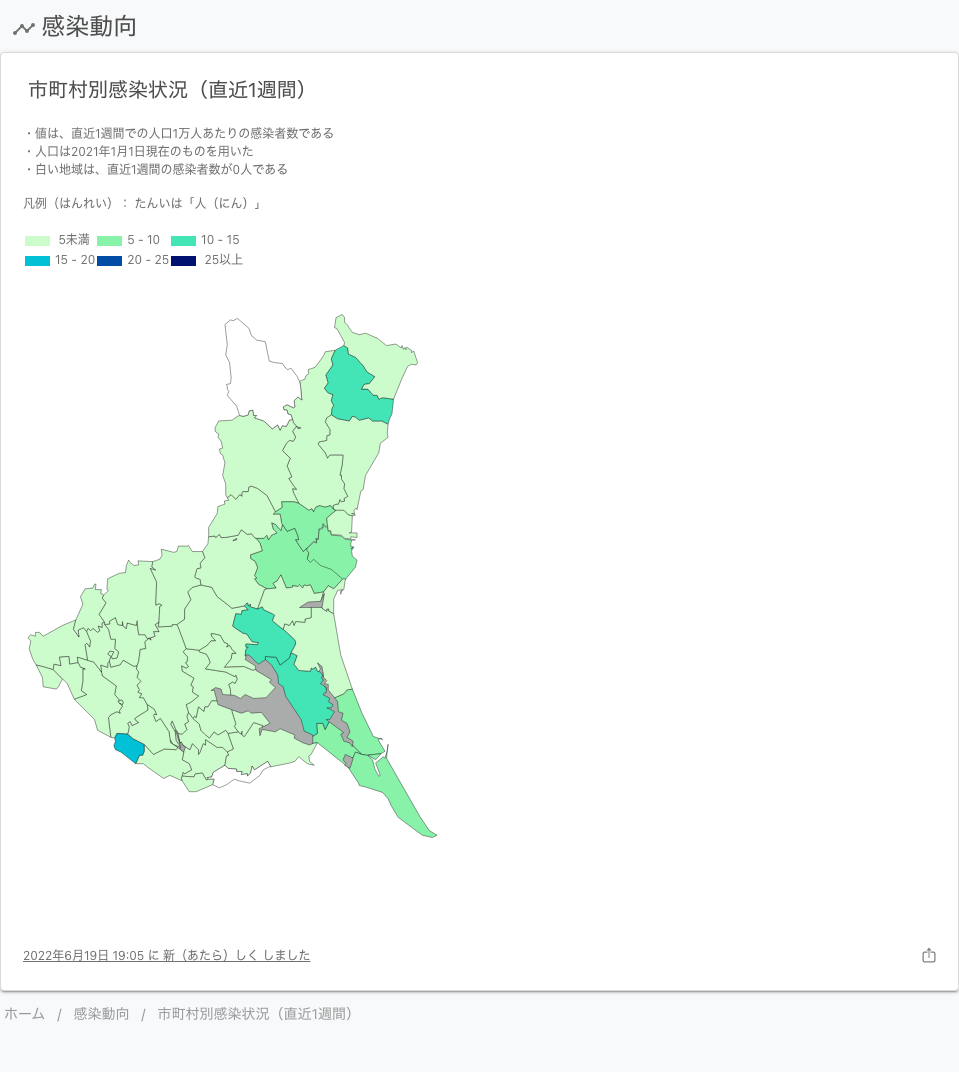 感染動向
市町村別感染状況（直近1週間）
・値は、直近1週間での人口1万人あたりの感染者数である
・人口は2021年1月1日現在のものを用いた
・白い地域は、直近1週間の感染者数が0人である
凡例（はんれい）： たんいは「人（にん）」
5未満 5 - 10 10 - 15
15 - 20 20 - 25 25以上
2022年6月19日 19:05 に 新（あたら）しく しました
ホーム / 感染動向 / 市町村別感染状況（直近1週間）